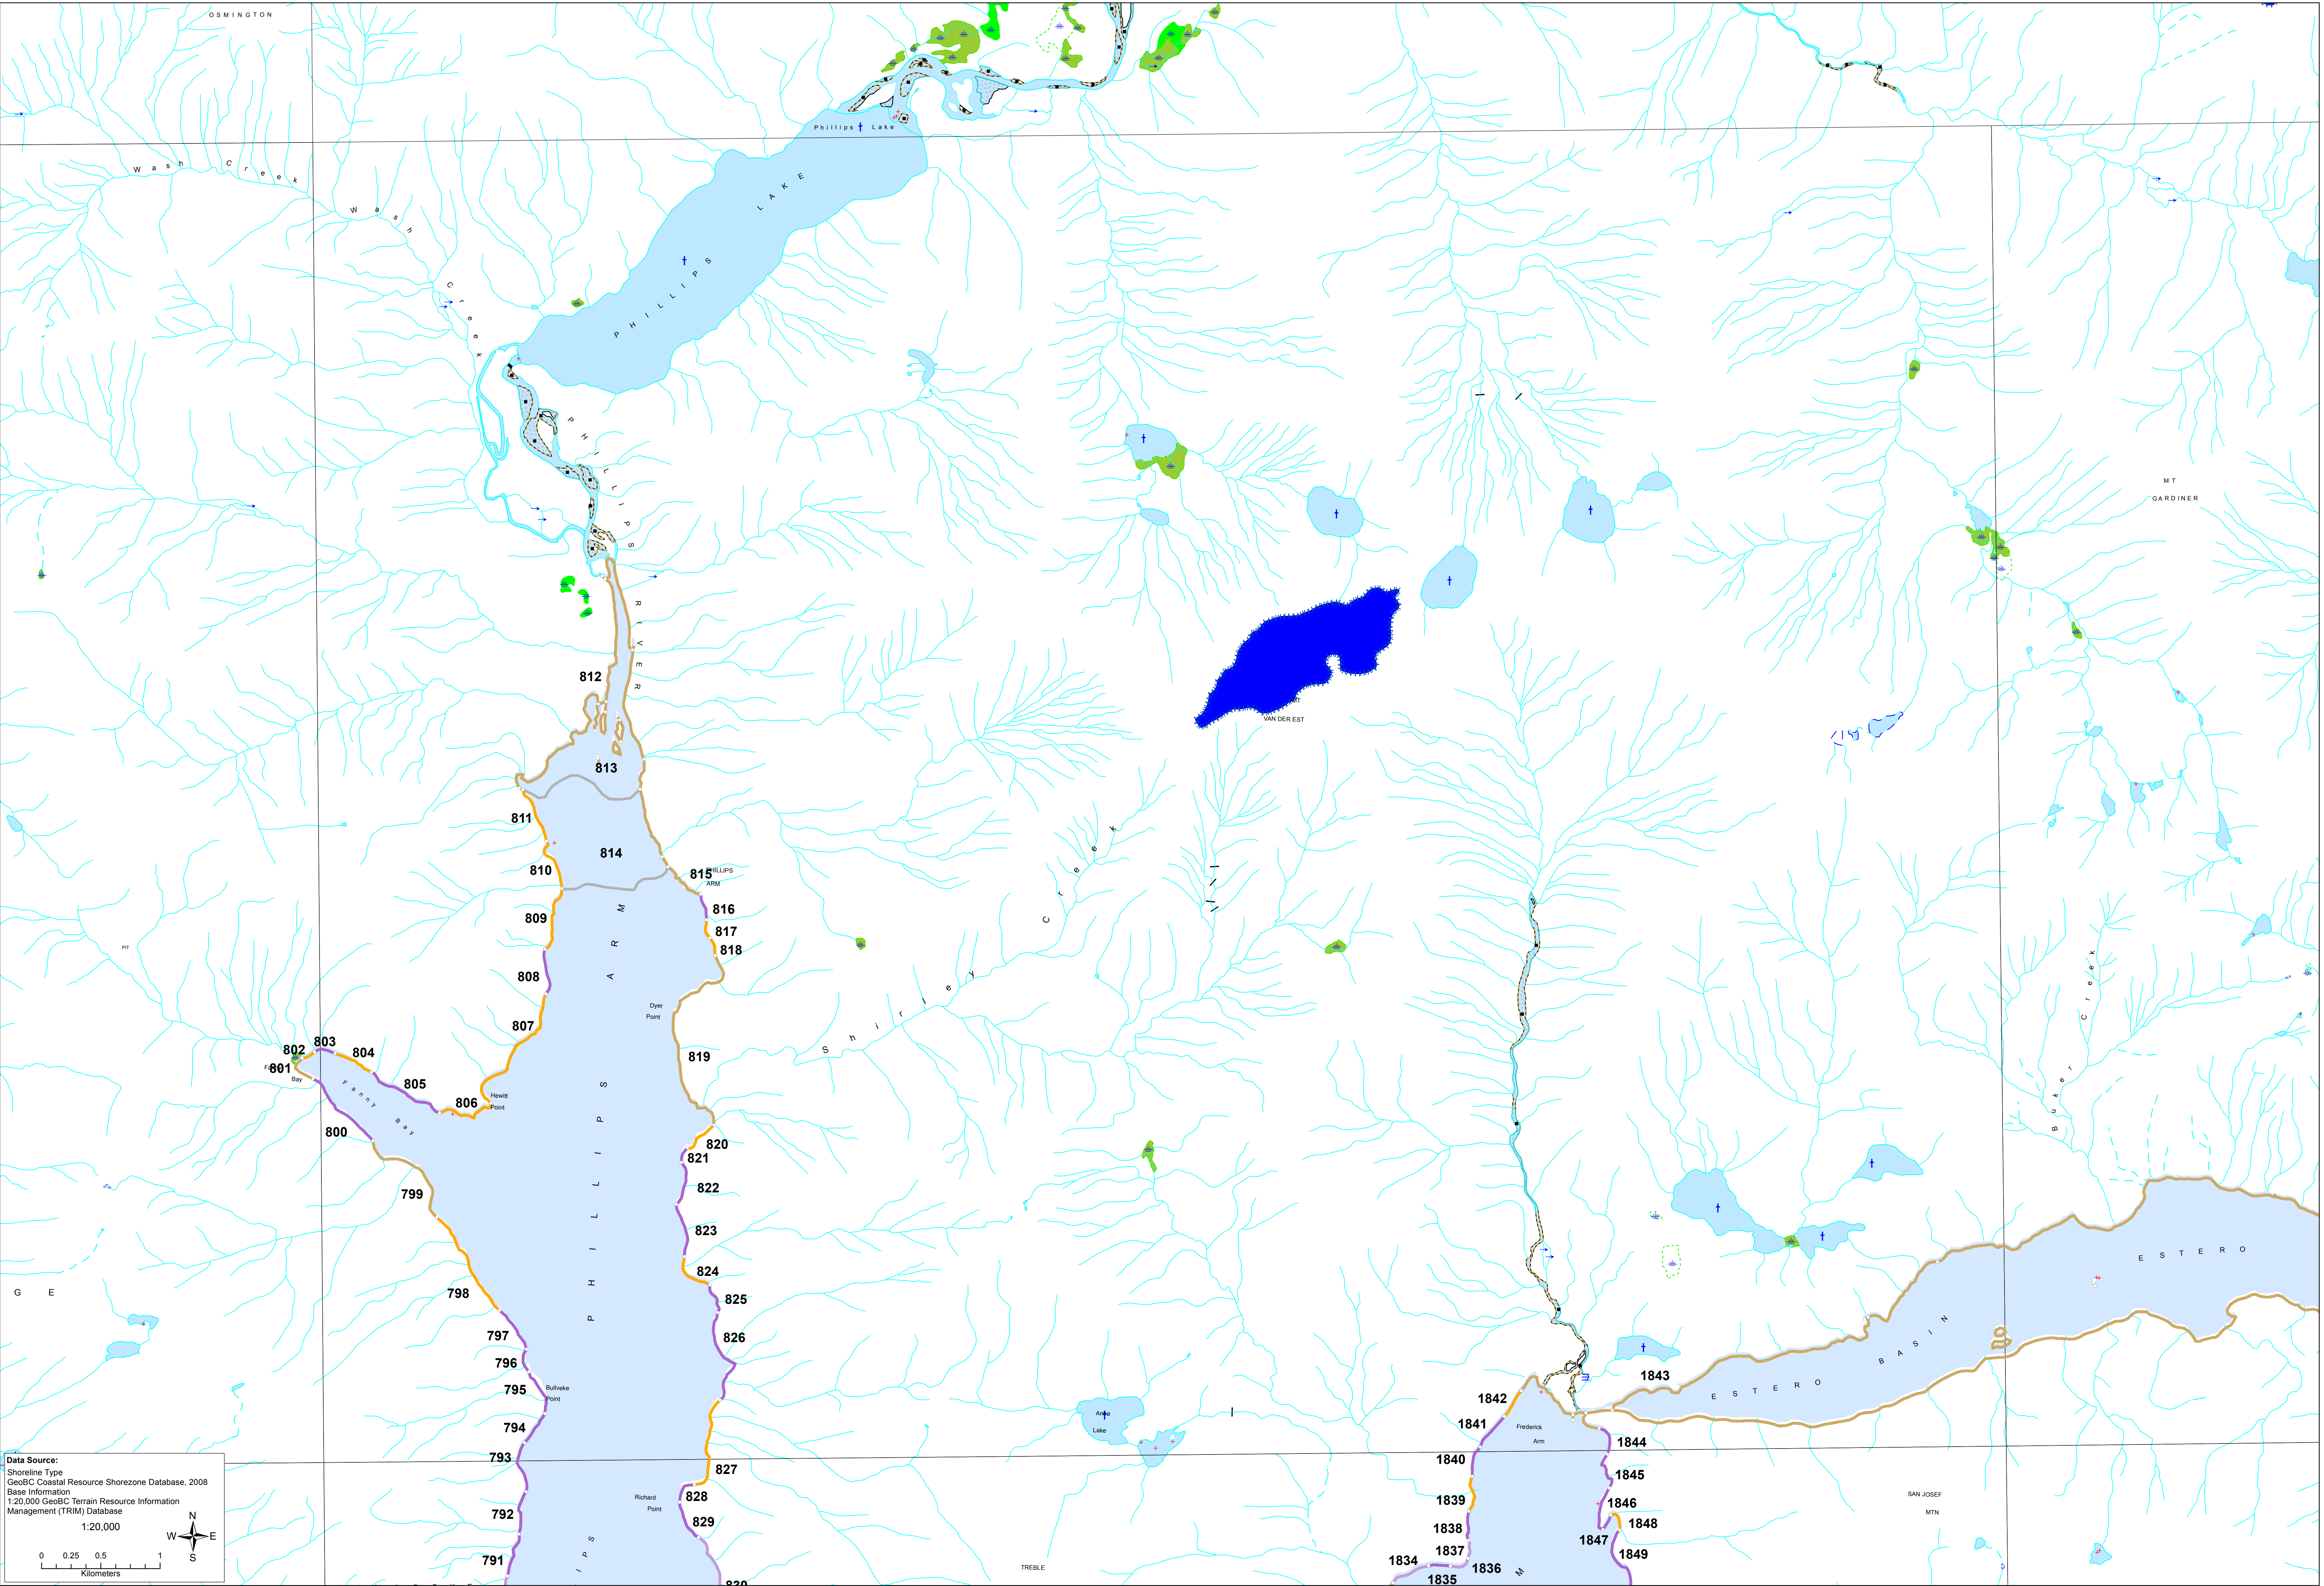 OSMINGTON
Phillips Lake
Wash Creek
Wash Creek
PHILLIPS LAKE
PHILLIPS RIVER
MT
GARDINER
VAN DER EST
812
813
811
814
810
815
PHILLIPS
ARM
816
809
817
818
808
PIT
Dyer
Point
807
Shirley Creek
Buker Creek
819
802
803
804
801
Bay
Fanny Bay
805
806
Hewitt
Point
800
820
821
822
799
823
824
798
825
826
797
796
795
Bullveke
Point
794
793
PHILLIPS ARM
G E
ESTERO
ESTERO BASIN
1843
1842
1841
Frederick
Arm
1844
1840
1845
1839
1846
1848
1838
1847
1837
1849
1834
1836
1835
M
Anna
Lake
827
Richard
Point
828
829
792
791
IPS
830
TREBLE
SAN JOSEF
MTN
Data Source:
Shoreline Type
GeoBC Coastal Resource Shorezone Database, 2008
Base Information
1:20,000 GeoBC Terrain Resource Information
Management (TRIM) Database
1:20,000
N
W E
S
0 0.25 0.5 1
Kilometers